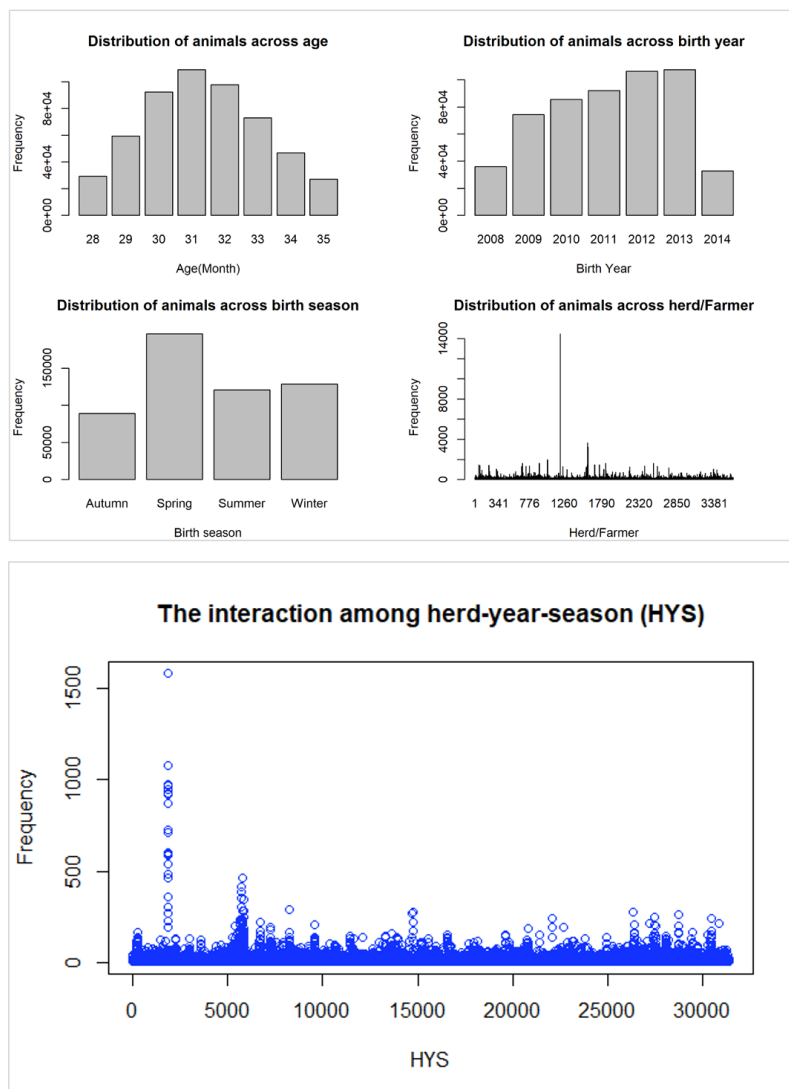 Distribution of animals across age
Frequency
0e+00 4e+04 8e+04
28 29 30 31 32 33 34 35
Age(Month)
Distribution of animals across birth year
Frequency
0e+00 4e+04 8e+04
2008 2009 2010 2011 2012 2013 2014
Birth Year
Distribution of animals across birth season
Frequency
0 50000 150000
Autumn Spring Summer Winter
Birth season
Distribution of animals across herd/Farmer
Frequency
0 4000 8000 14000
1 341 776 1260 1790 2320 2850 3381
Herd/Farmer
The interaction among herd-year-season (HYS)
Frequency
0 500 1000 1500
0 5000 10000 15000 20000 25000 30000
HYS